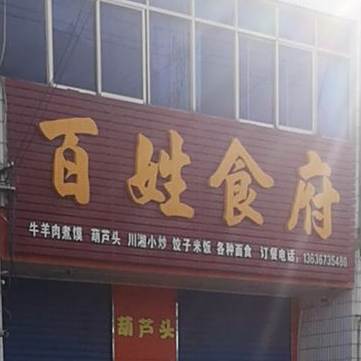 百姓食府
牛羊肉煮馍 葫芦头 川湘小炒 饺子米饭 各种面食 订餐电话：13636735480
葫芦头